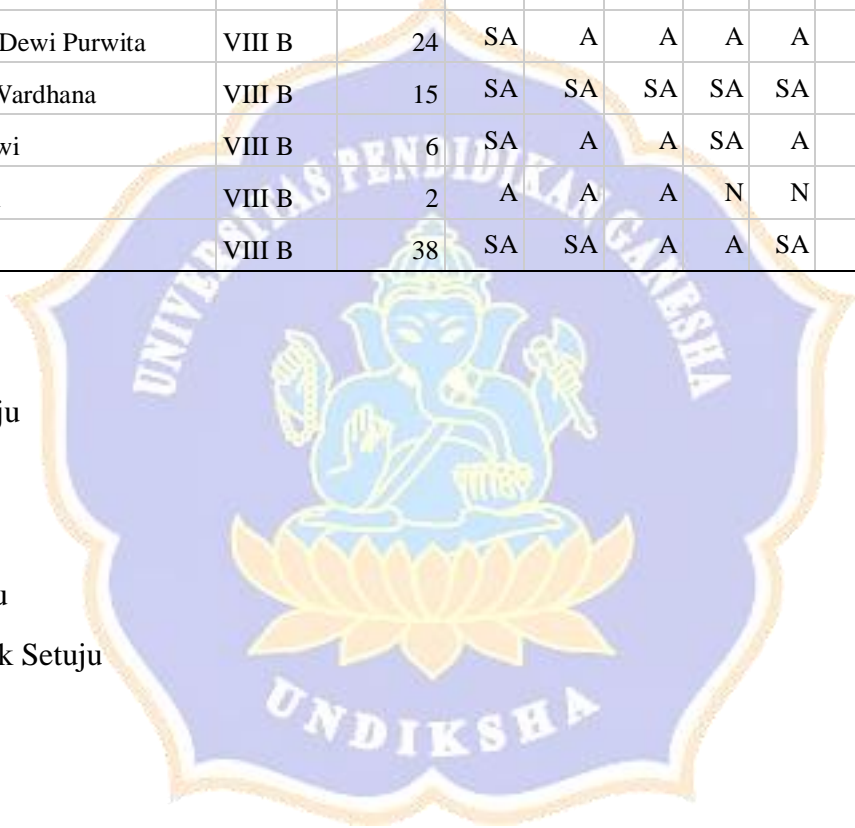 Dewi Purwita VIII B 24 SA A A A A
Wardhana VIII B 15 SA SA SA SA SA
wi VIII B 6 SA A A SA A
VIII B 2 A A A N N
VIII B 38 SA SA A A SA
UNIVERSITAS PENDIDIKAN GANESHA
ju
u
k Setuju
UNDIKSHA